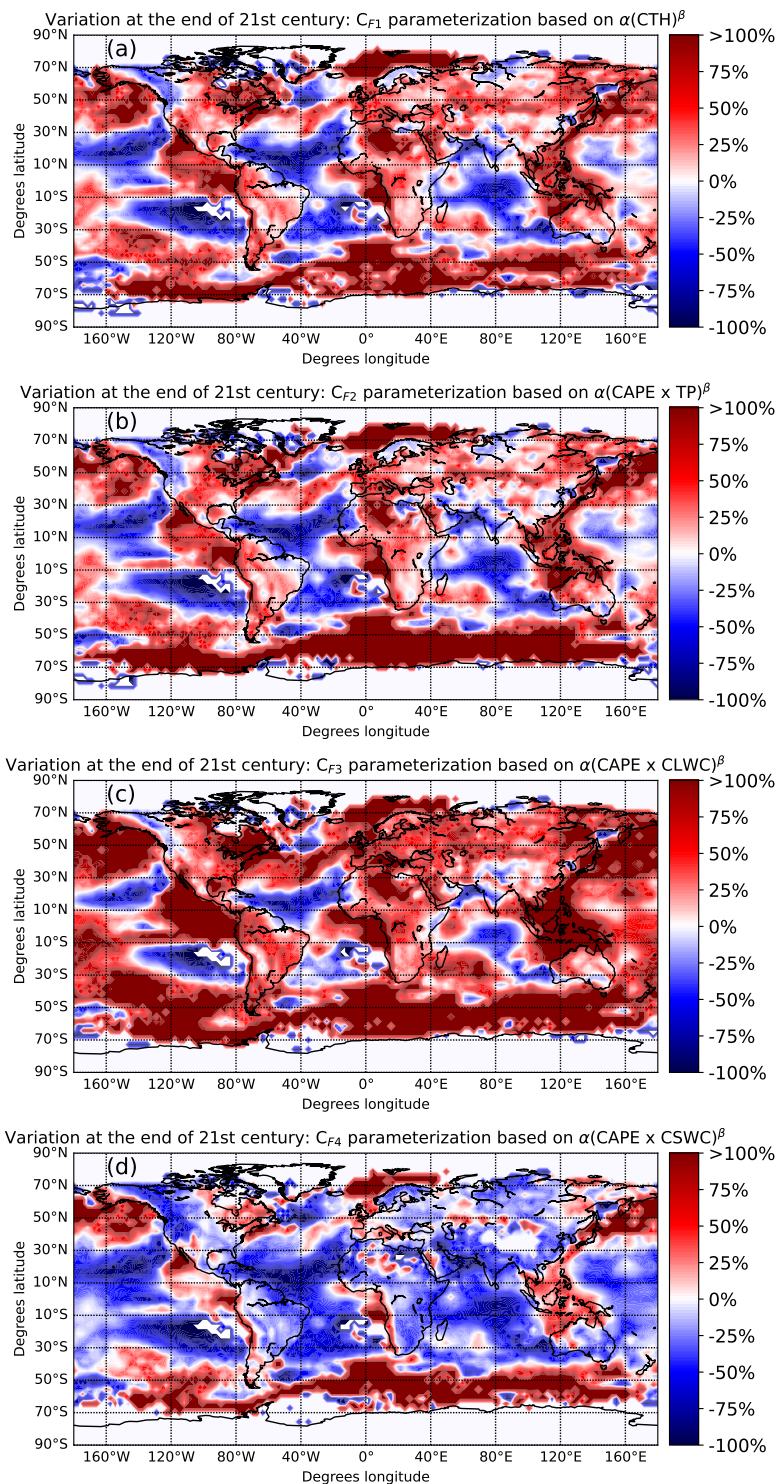 Variation at the end of 21st century: C_F1 parameterization based on α(CTH)^β
(a)
90°N
70°N
50°N
30°N
10°N
10°S
30°S
50°S
70°S
90°S
Degrees latitude
160°W 120°W 80°W 40°W 0° 40°E 80°E 120°E 160°E
Degrees longitude
>100%
75%
50%
25%
0%
-25%
-50%
-75%
-100%
Variation at the end of 21st century: C_F2 parameterization based on α(CAPE x TP)^β
(b)
90°N
70°N
50°N
30°N
10°N
10°S
30°S
50°S
70°S
90°S
Degrees latitude
160°W 120°W 80°W 40°W 0° 40°E 80°E 120°E 160°E
Degrees longitude
>100%
75%
50%
25%
0%
-25%
-50%
-75%
-100%
Variation at the end of 21st century: C_F3 parameterization based on α(CAPE x CLWC)^β
(c)
90°N
70°N
50°N
30°N
10°N
10°S
30°S
50°S
70°S
90°S
Degrees latitude
160°W 120°W 80°W 40°W 0° 40°E 80°E 120°E 160°E
Degrees longitude
>100%
75%
50%
25%
0%
-25%
-50%
-75%
-100%
Variation at the end of 21st century: C_F4 parameterization based on α(CAPE x CSWC)^β
(d)
90°N
70°N
50°N
30°N
10°N
10°S
30°S
50°S
70°S
90°S
Degrees latitude
160°W 120°W 80°W 40°W 0° 40°E 80°E 120°E 160°E
Degrees longitude
>100%
75%
50%
25%
0%
-25%
-50%
-75%
-100%